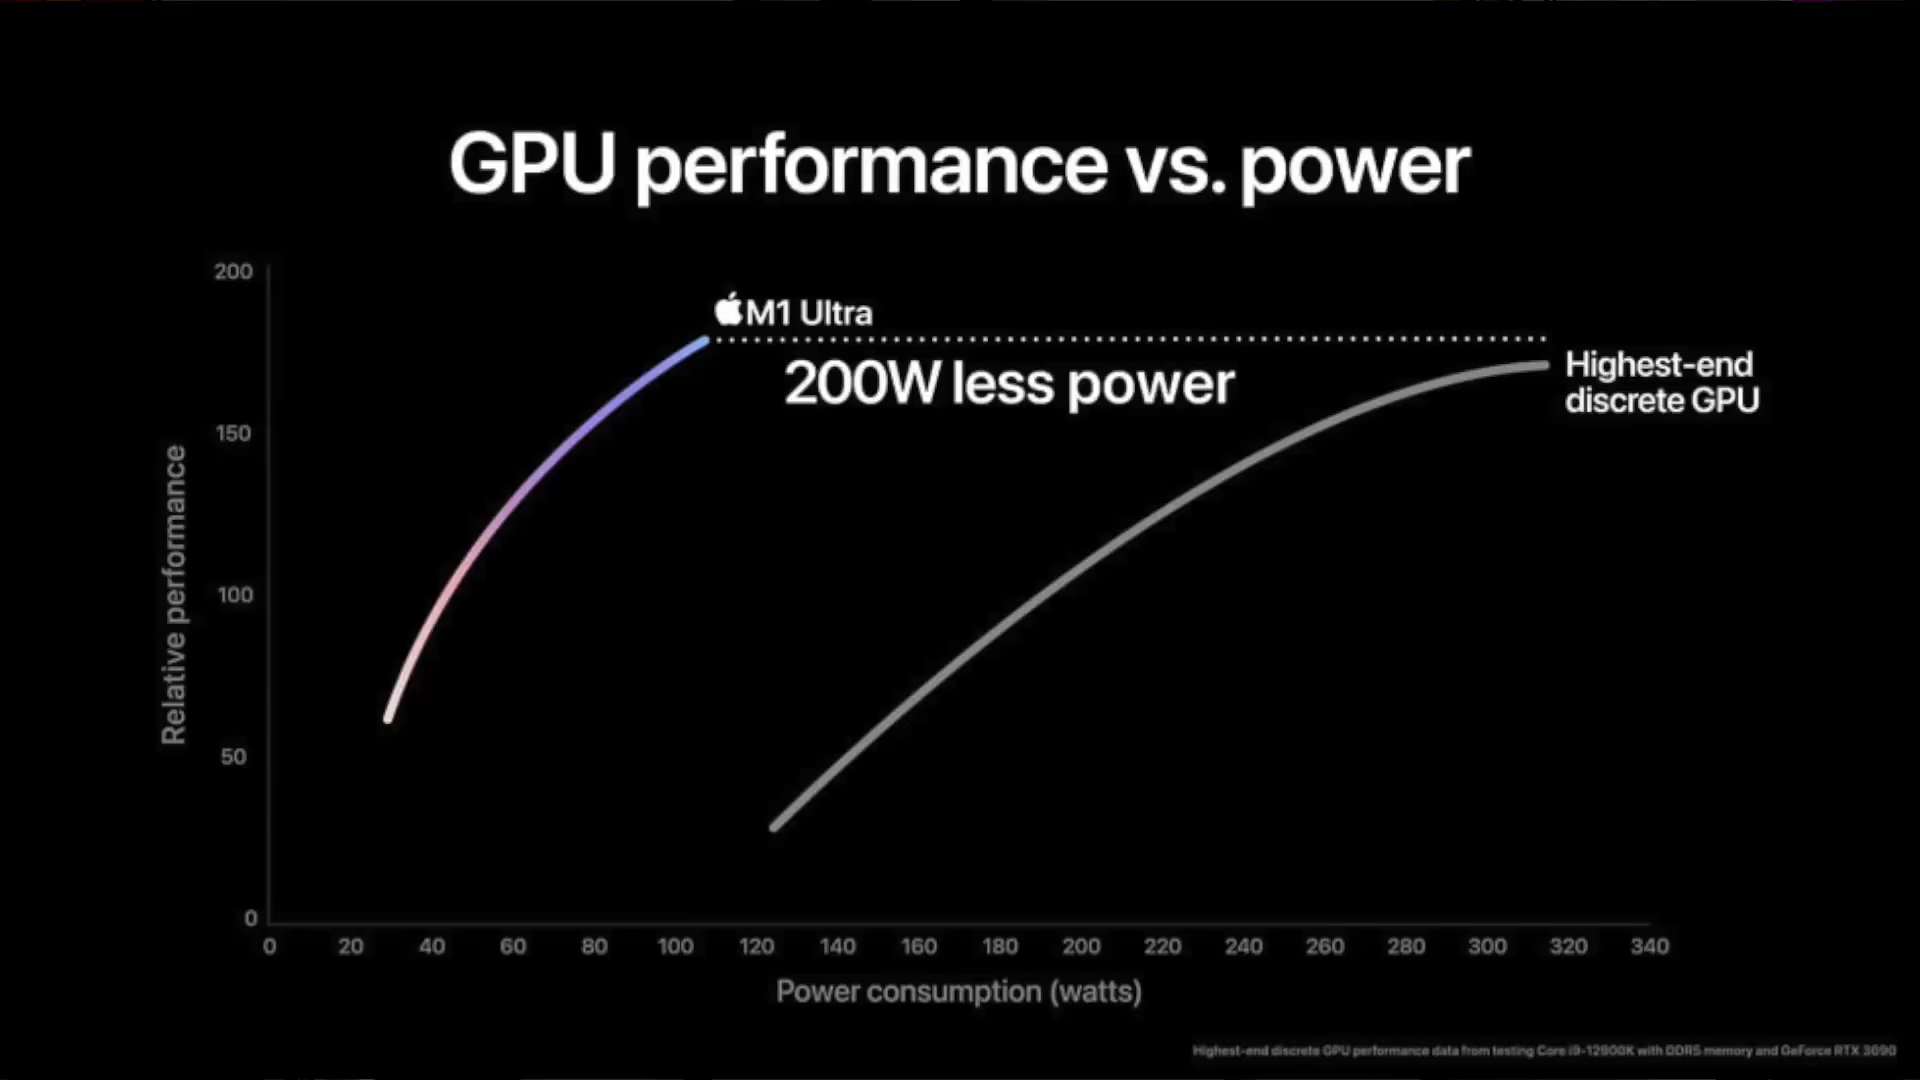 GPU performance vs. power
200
M1 Ultra
200W less power
Highest-end
discrete GPU
150
Relative performance
100
50
0
0 20 40 60 80 100 120 140 160 180 200 220 240 260 280 300 320 340
Power consumption (watts)
Highest-end discrete GPU performance data from testing Core i9-12900K with DDR5 memory and GeForce RTX 3090